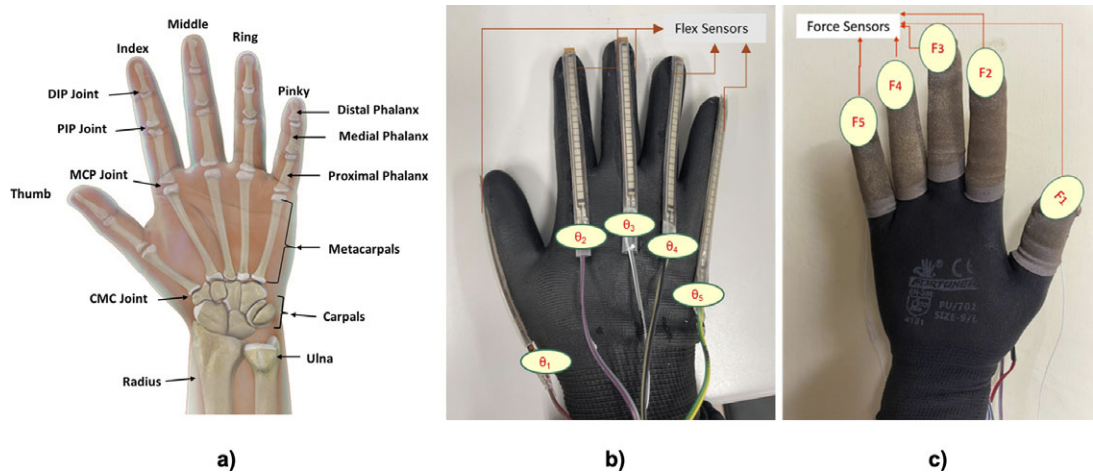 Middle
Ring
Index
Pinky
DIP Joint
Distal Phalanx
PIP Joint
Medial Phalanx
MCP Joint
Proximal Phalanx
Thumb
Metacarpals
CMC Joint
Carpals
Ulna
Radius
a)
Flex Sensors
θ2
θ3
θ4
θ5
θ1
b)
Force Sensors
F3
F2
F4
F5
F1
CE
PU/702
SIZE-9/L
4131
c)